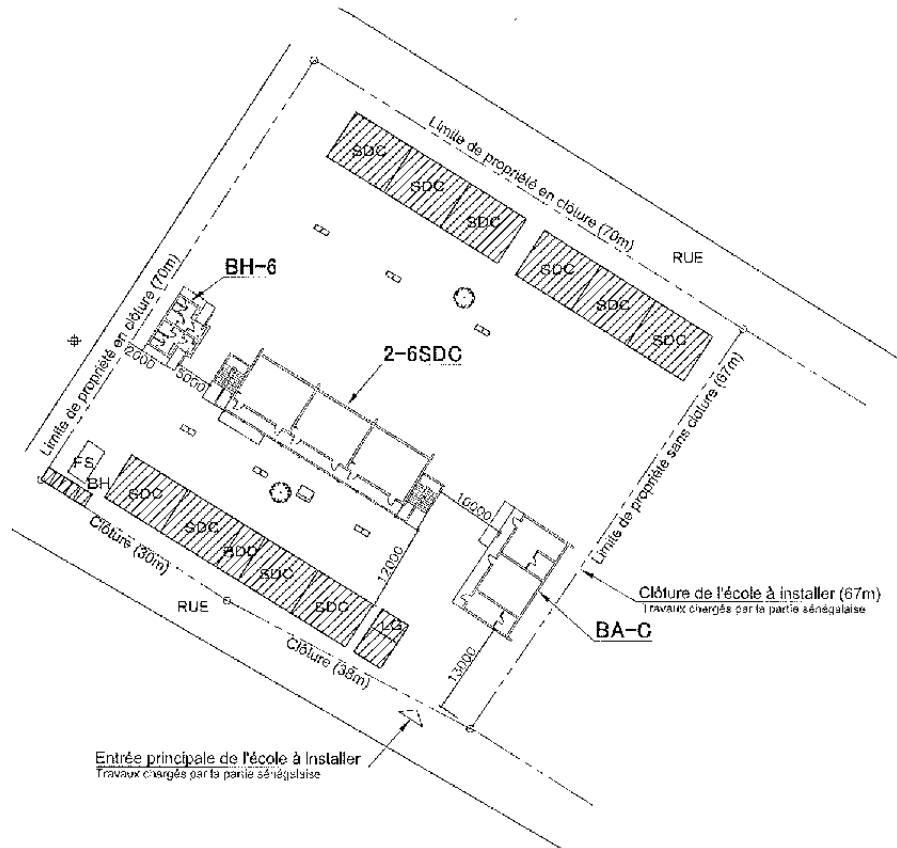 Limite de propriété en clôture (70m)
RUE
SDC
SDC
SDC
SDC
SDC
SDC
BH-6
Limite de propriété en clôture (70m)
2-6SDC
2000
5000
Limite de propriété sans clôture (67m)
FS
BH
SDC
SDC
BDD
SDC
SDC
LG
10000
12000
13000
Clôture (30m)
RUE
Clôture (38m)
Clôture de l'école à installer (67m)
Travaux chargés par la partie sénégalaise
BA-C
Entrée principale de l'école à installer
Travaux chargés par la partie sénégalaise